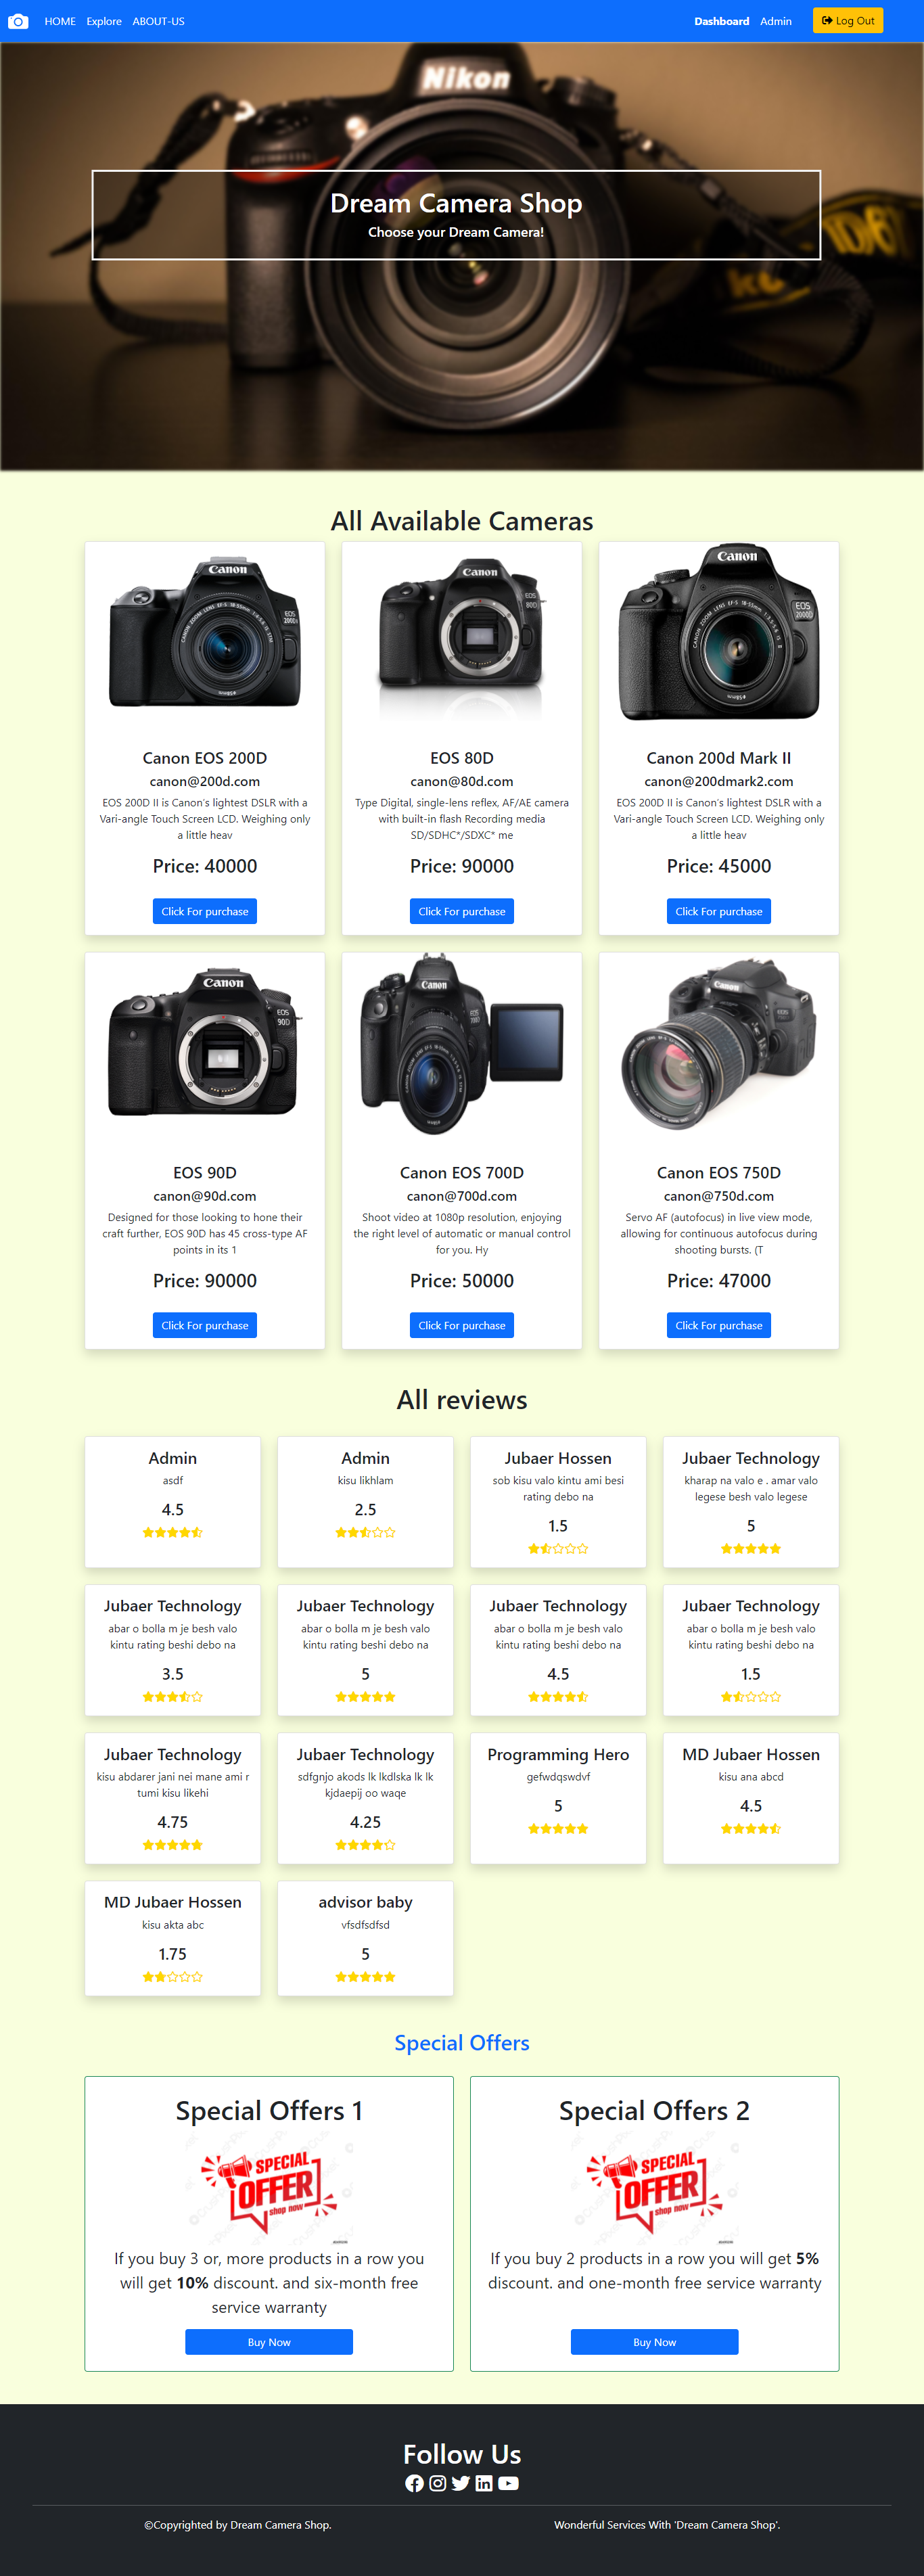 HOME Explore ABOUT-US Dashboard Admin Log Out
Nikon
Dream Camera Shop
Choose your Dream Camera!
All Available Cameras
Canon
Canon
Canon
EOS
80D
EOS
2000D
Canon EOS 200D
canon@200d.com
EOS 200D II is Canon's lightest DSLR with a
Vari-angle Touch Screen LCD. Weighing only
a little heav
Price: 40000
Click For purchase
EOS 80D
canon@80d.com
Type Digital, single-lens reflex, AF/AE camera
with built-in flash Recording media
SD/SDHC*/SDXC* me
Price: 90000
Click For purchase
Canon 200d Mark II
canon@200dmark2.com
EOS 200D II is Canon's lightest DSLR with a
Vari-angle Touch Screen LCD. Weighing only
a little heav
Price: 45000
Click For purchase
Canon
EOS
90D
Canon
Canon
EOS 90D
canon@90d.com
Designed for those looking to hone their
craft further, EOS 90D has 45 cross-type AF
points in its 1
Price: 90000
Click For purchase
Canon EOS 700D
canon@700d.com
Shoot video at 1080p resolution, enjoying
the right level of automatic or manual control
for you. Hy
Price: 50000
Click For purchase
Canon EOS 750D
canon@750d.com
Servo AF (autofocus) in live view mode,
allowing for continuous autofocus during
shooting bursts. (T
Price: 47000
Click For purchase
All reviews
Admin
asdf
4.5
Admin
kisu likhlam
2.5
Jubaer Hossen
sob kisu valo kintu ami besi
rating debo na
1.5
Jubaer Technology
kharap na valo e . amar valo
legese besh valo legese
5
Jubaer Technology
abar o bolla m je besh valo
kintu rating beshi debo na
3.5
Jubaer Technology
abar o bolla m je besh valo
kintu rating beshi debo na
5
Jubaer Technology
abar o bolla m je besh valo
kintu rating beshi debo na
4.5
Jubaer Technology
abar o bolla m je besh valo
kintu rating beshi debo na
1.5
Jubaer Technology
kisu abdarer jani nei mane ami r
tumi kisu likehi
4.75
Jubaer Technology
sdfgnjo akods lk lkdlska lk lk
kjdaepij oo waqe
4.25
Programming Hero
gefwdqswdvf
5
MD Jubaer Hossen
kisu ana abcd
4.5
MD Jubaer Hossen
kisu akta abc
1.75
advisor baby
vfsdfsdfsd
5
Special Offers
Special Offers 1
SPECIAL
OFFER
shop now
If you buy 3 or, more products in a row you
will get 10% discount. and six-month free
service warranty
Buy Now
Special Offers 2
SPECIAL
OFFER
shop now
If you buy 2 products in a row you will get 5%
discount. and one-month free service warranty
Buy Now
Follow Us
©Copyrighted by Dream Camera Shop.
Wonderful Services With 'Dream Camera Shop'.